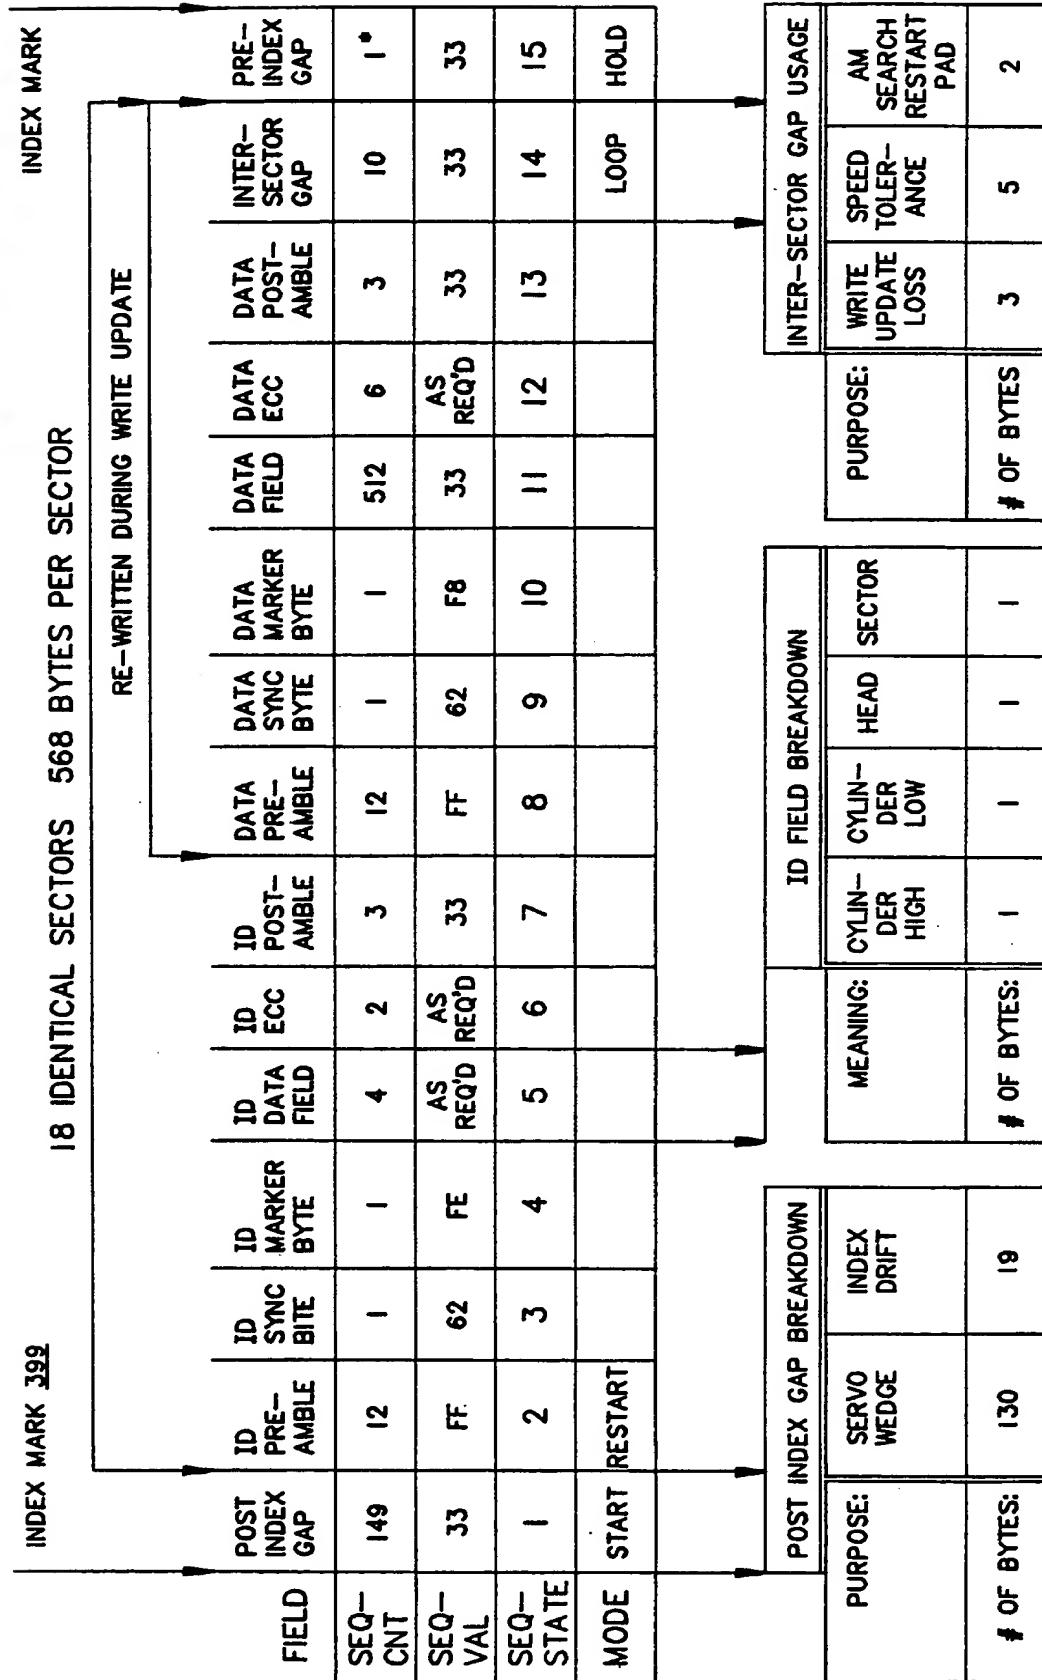 INDEX MARK 399
INDEX MARK
18 IDENTICAL SECTORS 568 BYTES PER SECTOR
RE-WRITTEN DURING WRITE UPDATE
FIELD
POST
INDEX
GAP
ID
PRE-
AMBLE
ID
SYNC
BITE
ID
MARKER
BYTE
ID
DATA
FIELD
ID
ECC
ID
POST-
AMBLE
DATA
PRE-
AMBLE
DATA
SYNC
BYTE
DATA
MARKER
BYTE
DATA
FIELD
DATA
ECC
DATA
POST-
AMBLE
INTER-
SECTOR
GAP
PRE-
INDEX
GAP
SEQ-
CNT
149
12
1
1
4
2
3
12
1
1
512
6
3
10
1*
SEQ-
VAL
33
FF.
62
FE
AS
REQ'D
AS
REQ'D
33
FF
62
F8
33
AS
REQ'D
33
33
33
SEQ-
STATE
1
2
3
4
5
6
7
8
9
10
11
12
13
14
15
MODE
START
RESTART
LOOP
HOLD
POST INDEX GAP BREAKDOWN
PURPOSE:
SERVO
WEDGE
INDEX
DRIFT
# OF BYTES:
130
19
ID FIELD BREAKDOWN
MEANING:
CYLIN-
DER
HIGH
CYLIN-
DER
LOW
HEAD
SECTOR
# OF BYTES:
1
1
1
1
INTER-SECTOR GAP USAGE
PURPOSE:
WRITE
UPDATE
LOSS
SPEED
TOLER-
ANCE
AM
SEARCH
RESTART
PAD
# OF BYTES
3
5
2